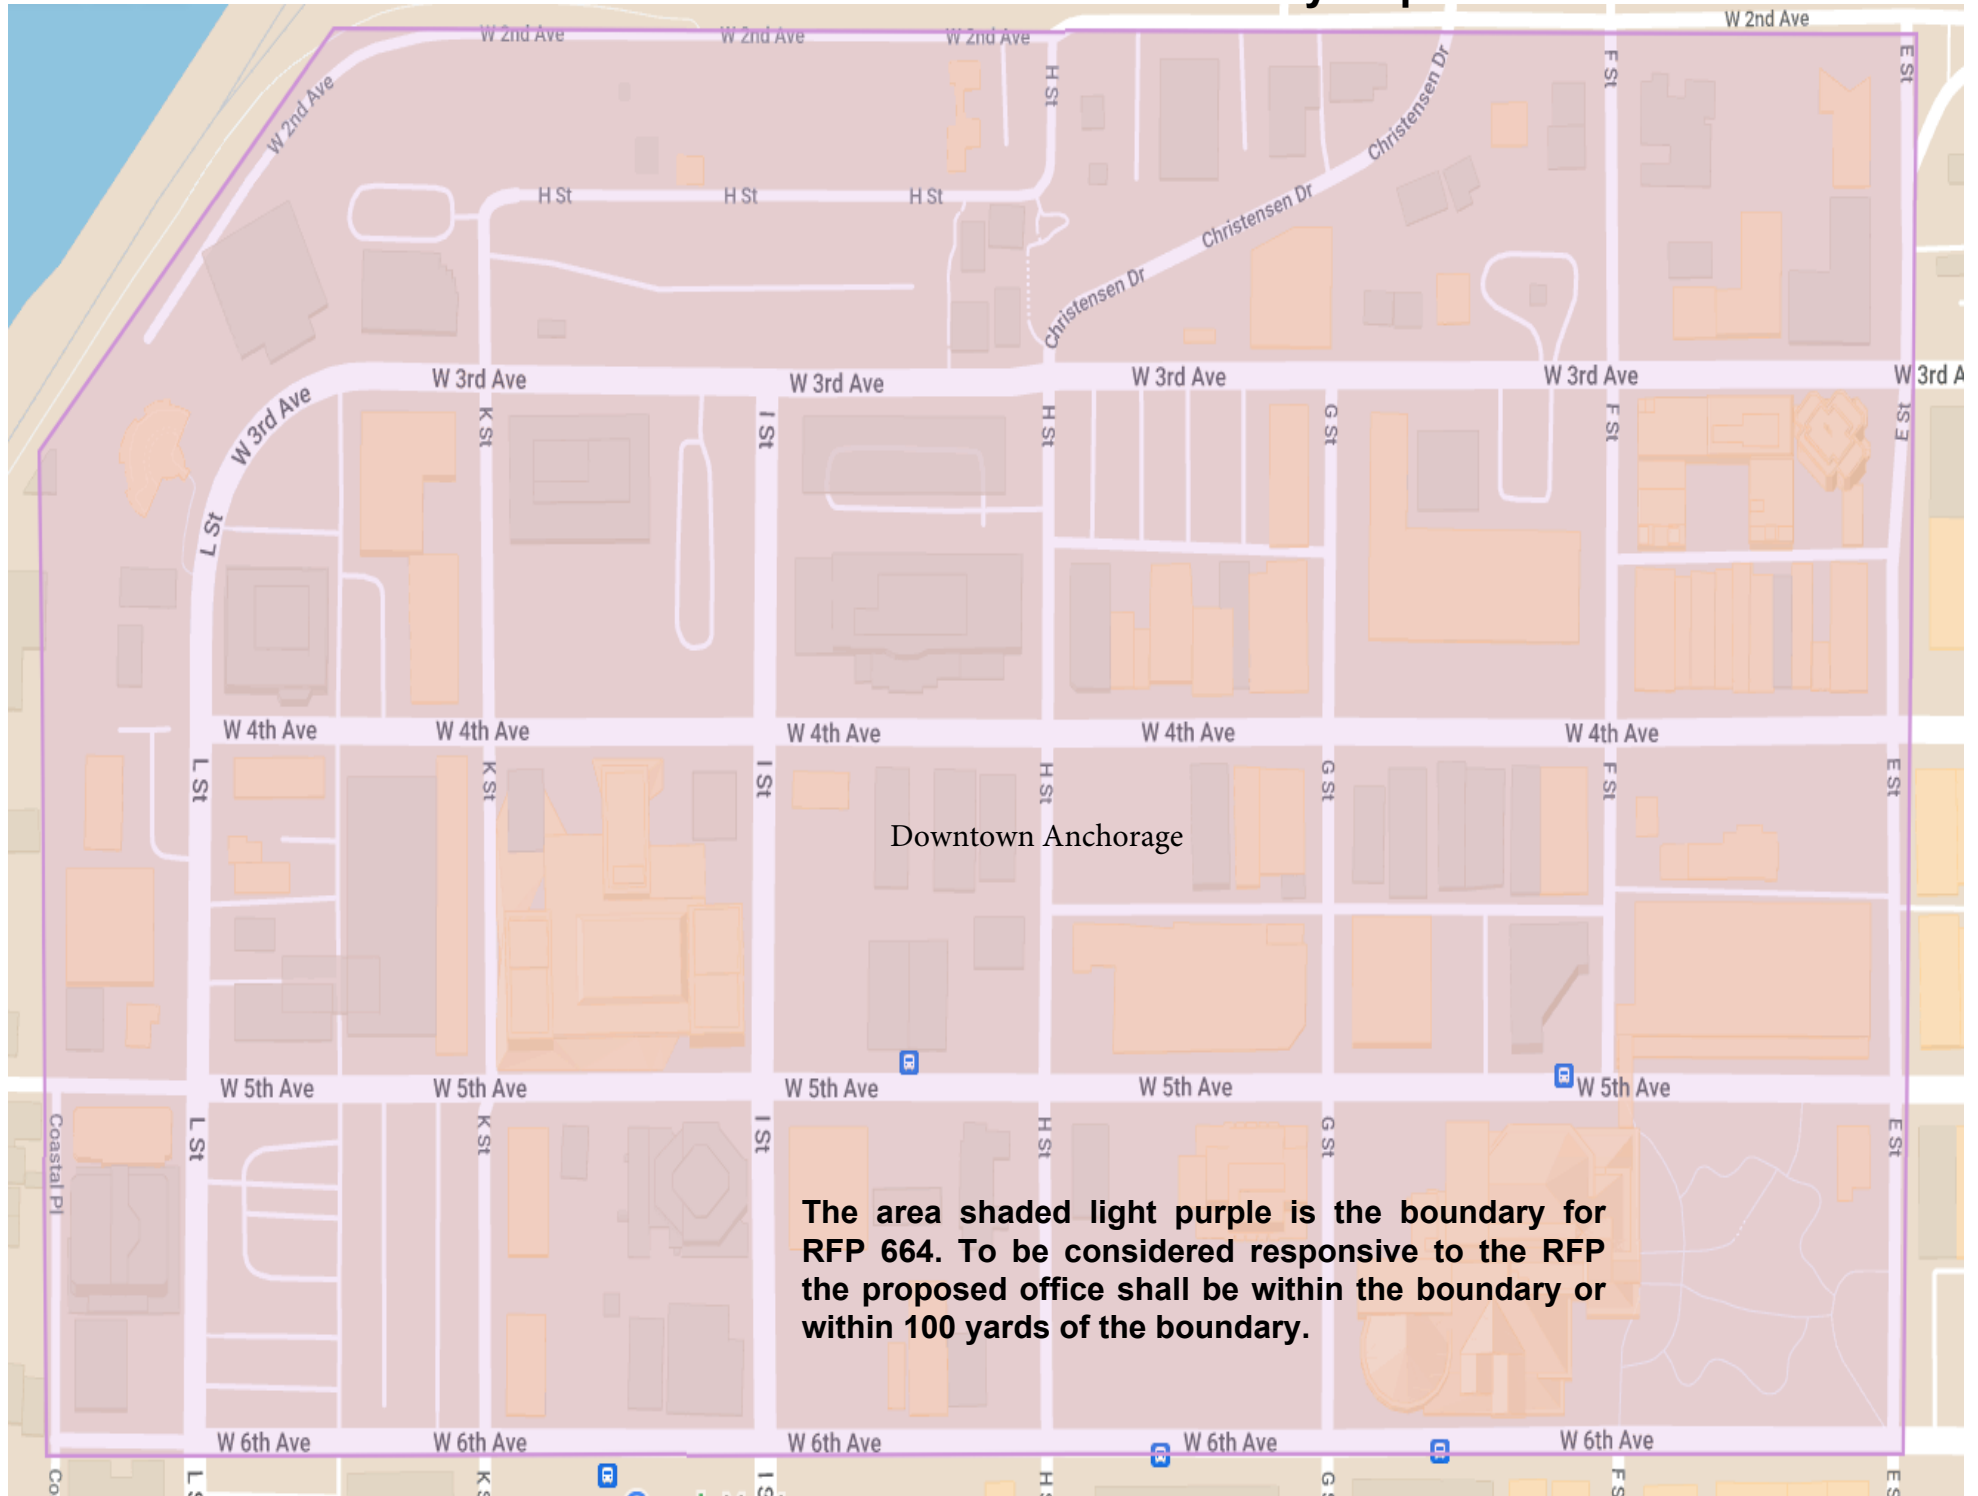 W 2nd Ave
W 2nd Ave W 2nd Ave W 2nd Ave
W 2nd Ave
H St
Christensen Dr
F St
E St
H St H St H St
Christensen Dr
Christensen Dr
W 3rd Ave W 3rd Ave W 3rd Ave W 3rd Ave W 3rd A
W 3rd Ave
K St I St H St G St F St E St
L St
W 4th Ave W 4th Ave W 4th Ave W 4th Ave W 4th Ave
L St K St I St H St G St F St E St
Downtown Anchorage
W 5th Ave W 5th Ave W 5th Ave W 5th Ave W 5th Ave
Coastal Pl L St K St I St H St G St E St
The area shaded light purple is the boundary for
RFP 664. To be considered responsive to the RFP
the proposed office shall be within the boundary or
within 100 yards of the boundary.
W 6th Ave W 6th Ave W 6th Ave W 6th Ave W 6th Ave